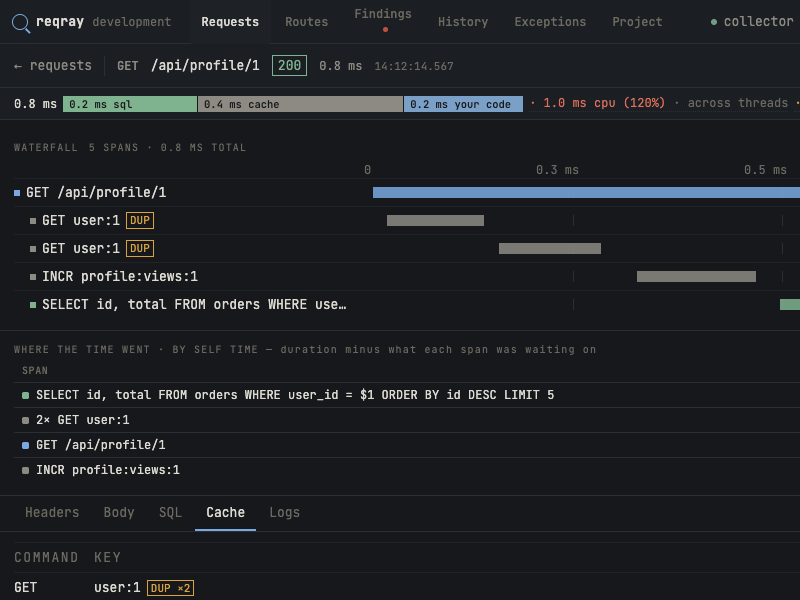 reqray development Requests Routes Findings History Exceptions Project collector
← requests GET /api/profile/1 200 0.8 ms 14:12:14.567
0.8 ms 0.2 ms sql 0.4 ms cache 0.2 ms your code · 1.0 ms cpu (120%) · across threads ·
WATERFALL 5 SPANS · 0.8 MS TOTAL
0 0.3 ms 0.5 ms
GET /api/profile/1
GET user:1 DUP
GET user:1 DUP
INCR profile:views:1
SELECT id, total FROM orders WHERE use…
WHERE THE TIME WENT · BY SELF TIME — duration minus what each span was waiting on
SPAN
SELECT id, total FROM orders WHERE user_id = $1 ORDER BY id DESC LIMIT 5
2× GET user:1
GET /api/profile/1
INCR profile:views:1
Headers Body SQL Cache Logs
COMMAND KEY
GET user:1 DUP ×2